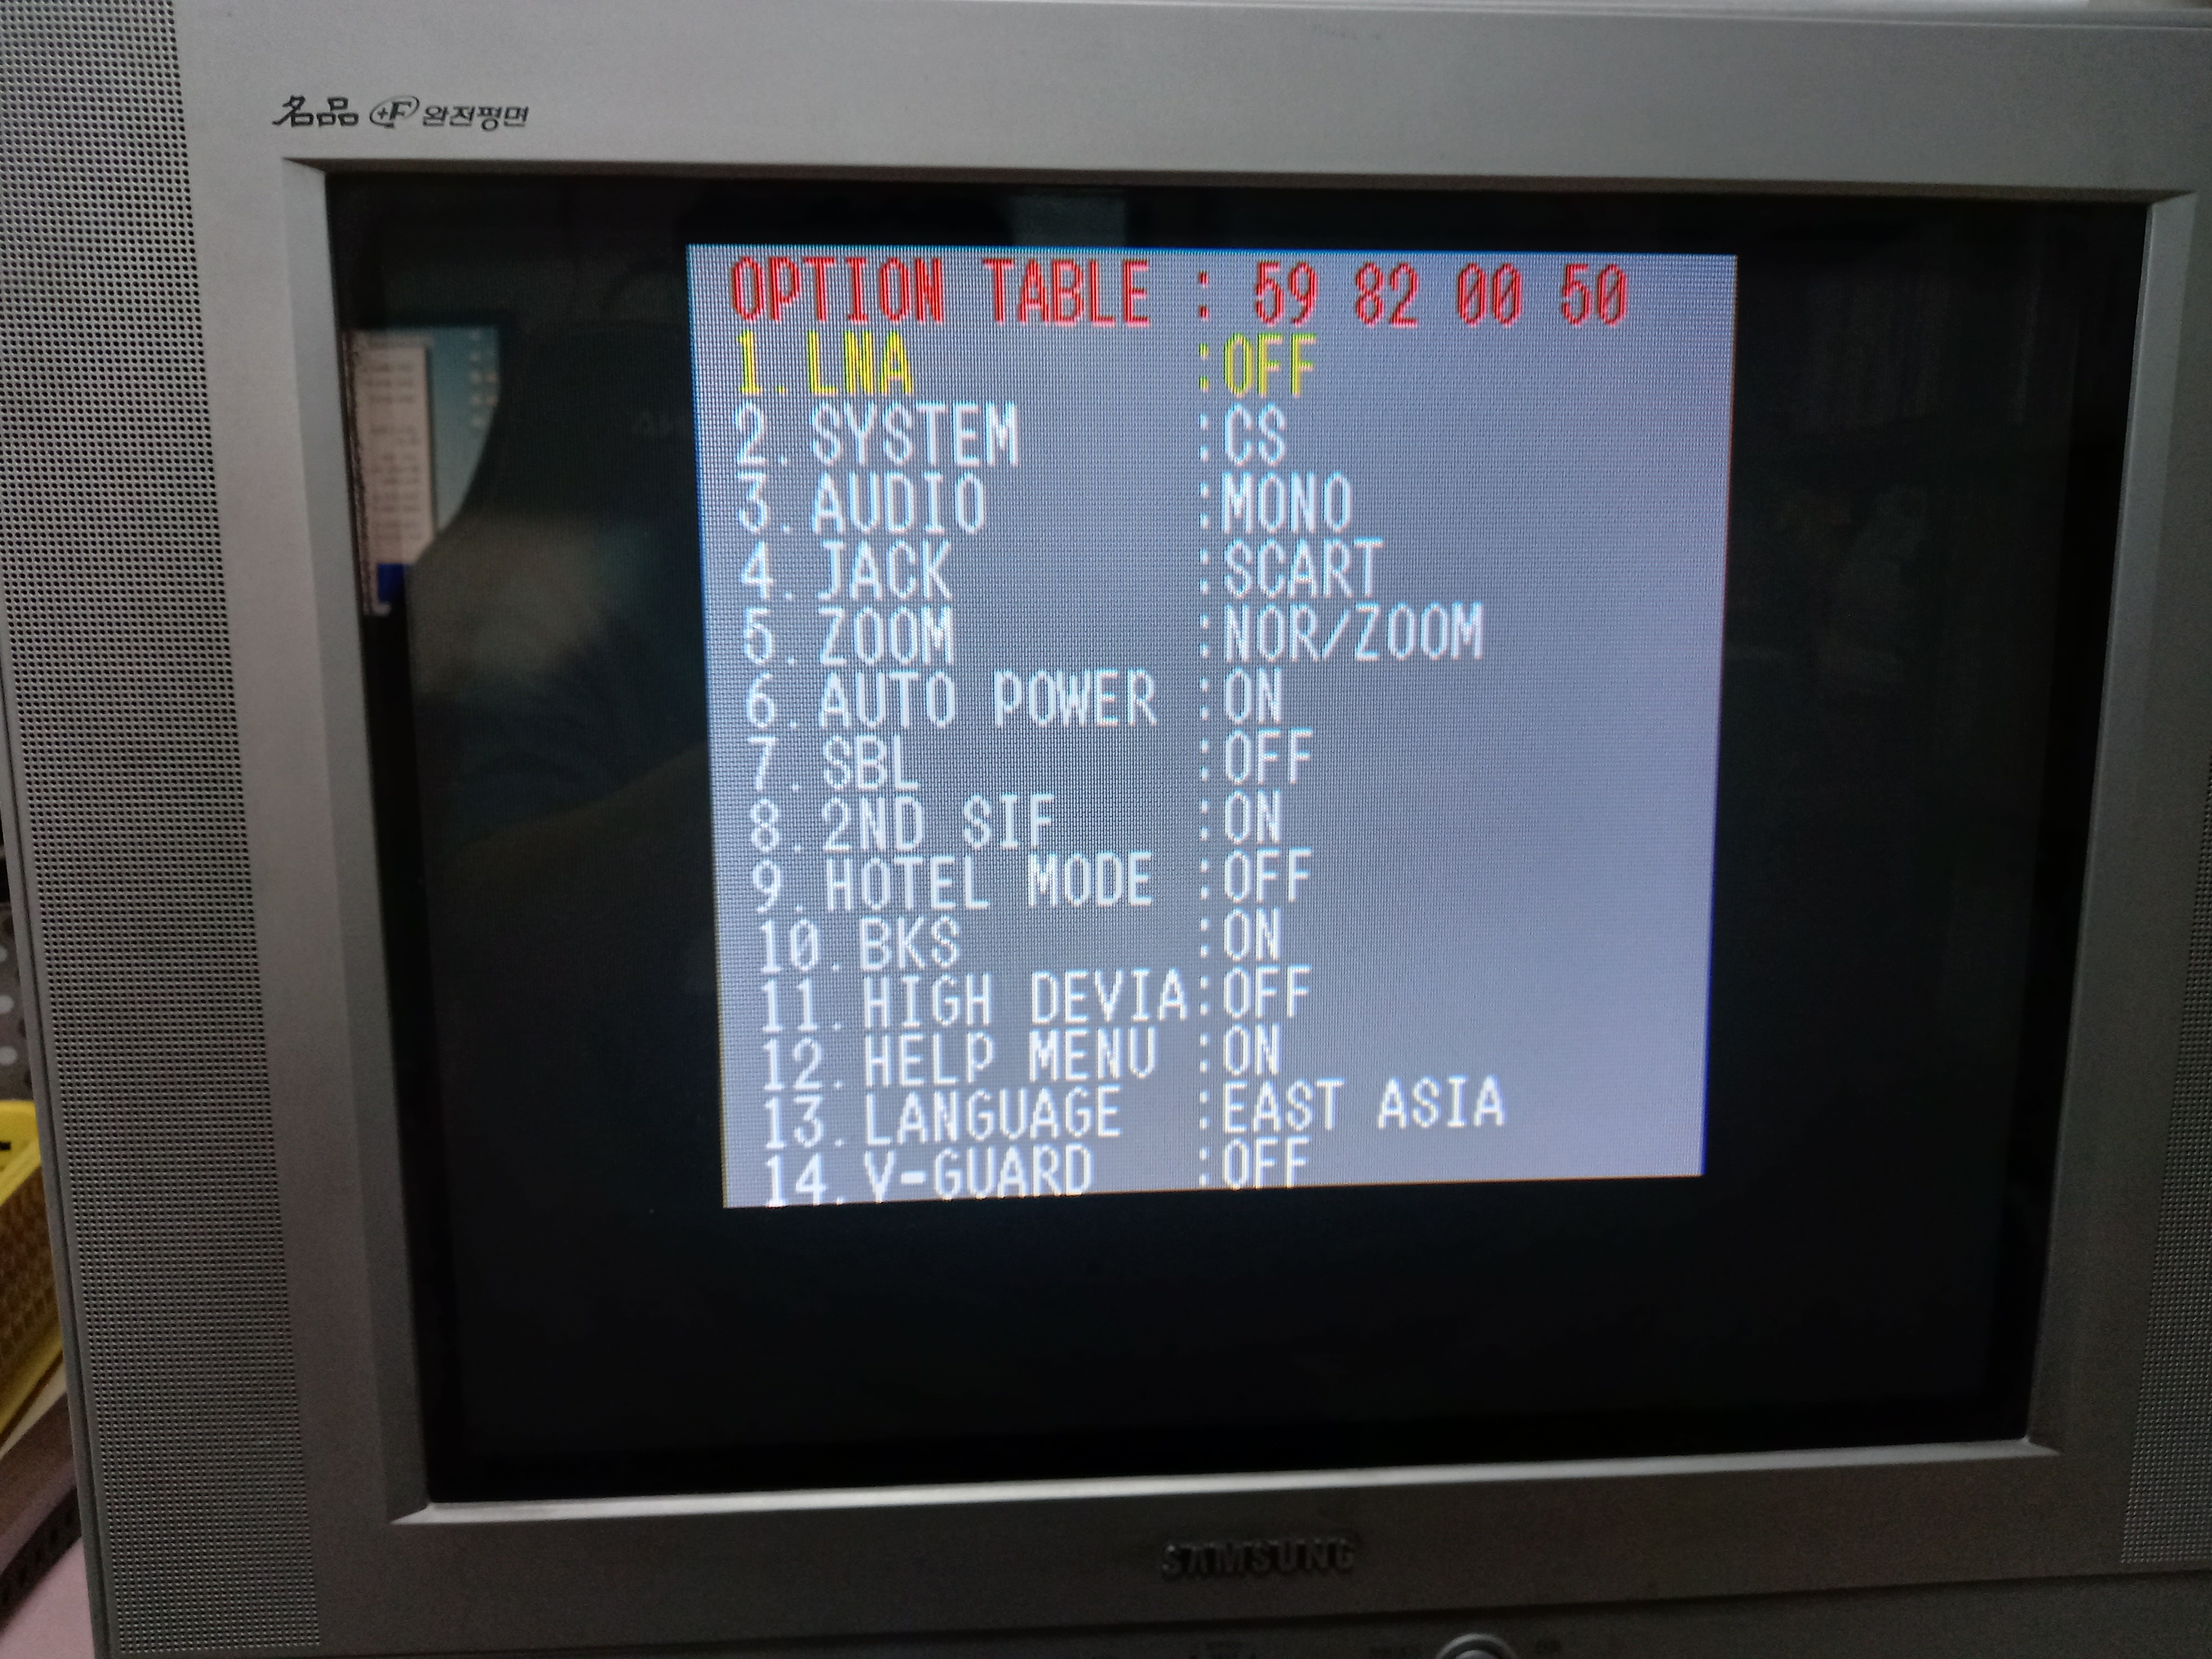 名品 +F 완전평면
OPTION TABLE : 59 82 00 50
1. LNA :OFF
2. SYSTEM :CS
3. AUDIO :MONO
4. JACK :SCART
5. ZOOM :NOR/ZOOM
6. AUTO POWER :ON
7. SBL :OFF
8. 2ND SIF :ON
9. HOTEL MODE :OFF
10. BKS :ON
11. HIGH DEVIA:OFF
12. HELP MENU :ON
13. LANGUAGE :EAST ASIA
14. V-GUARD :OFF
SAMSUNG